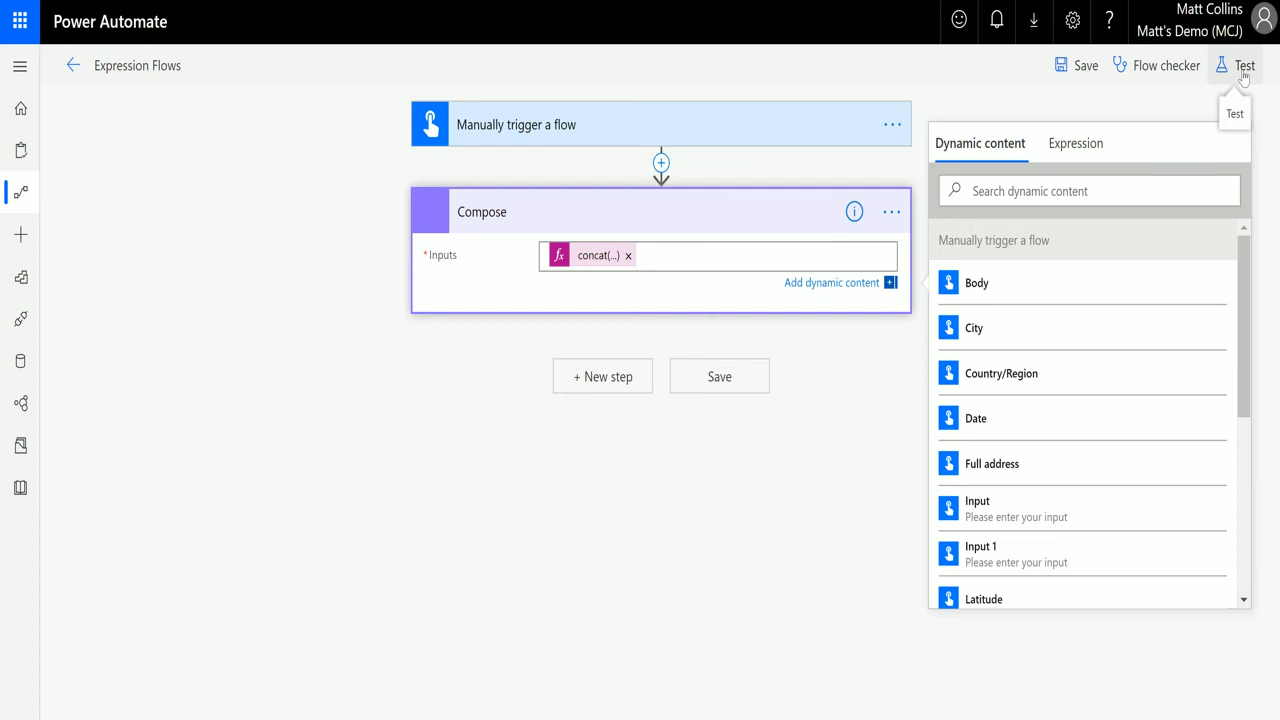 Power Automate
Matt Collins
Matt's Demo (MCJ)
Expression Flows
Save
Flow checker
Test
Test
Manually trigger a flow
Compose
* Inputs
fx concat(...) ×
Add dynamic content
+ New step
Save
Dynamic content
Expression
Search dynamic content
Manually trigger a flow
Body
City
Country/Region
Date
Full address
Input
Please enter your input
Input 1
Please enter your input
Latitude